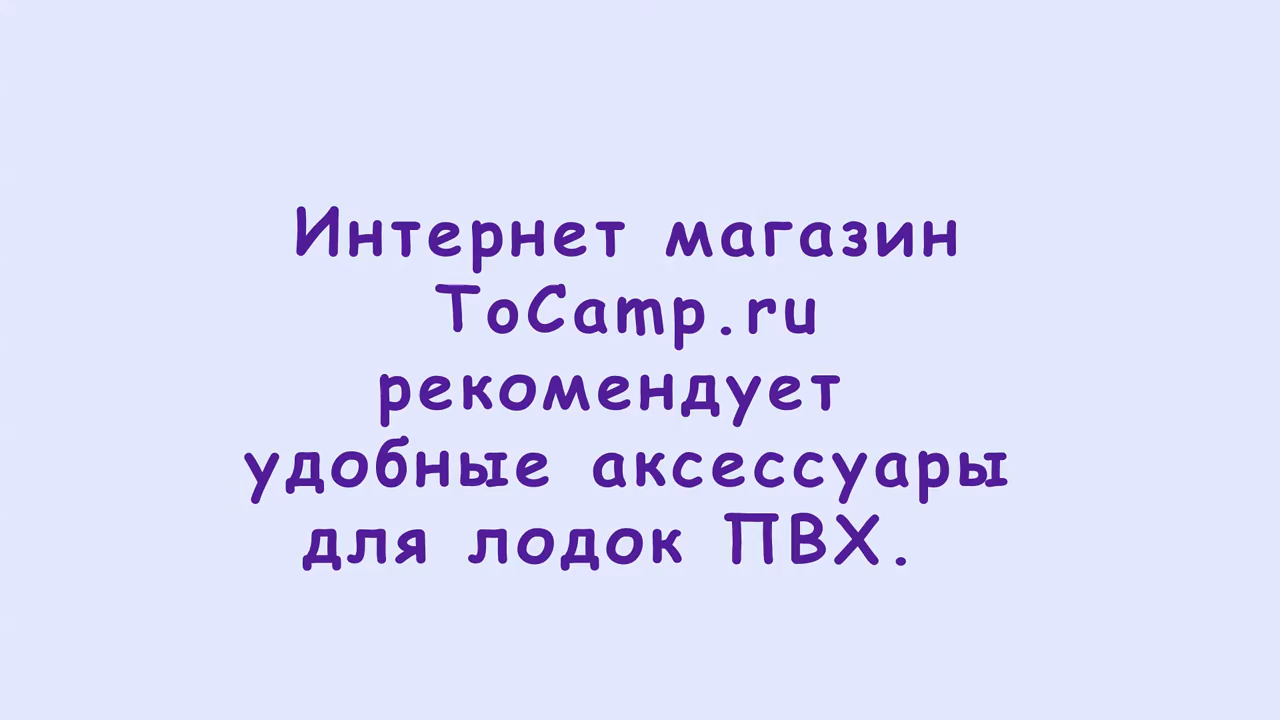 Интернет магазин
ToCamp.ru
рекомендует
удобные аксессуары
для лодок ПВХ.